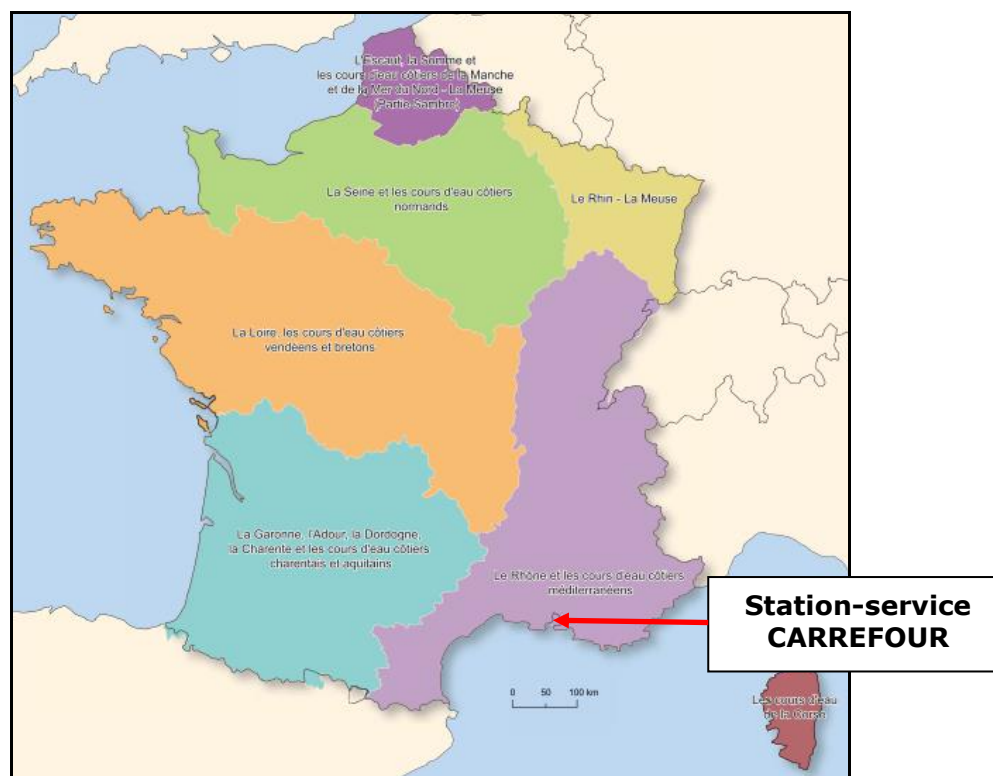 L'Escaut, la Somme et
les cours d'eau côtiers de la Manche
et de la Mer du Nord - La Meuse
(Partie Sambre)
La Seine et les cours d'eau côtiers
normands
Le Rhin - La Meuse
La Loire, les cours d'eau côtiers
vendéens et bretons
La Garonne, l'Adour, la Dordogne,
la Charente et les cours d'eau côtiers
charentais et aquitains
Le Rhône et les cours d'eau côtiers
méditerranéens
Station-service
CARREFOUR
0 50 100 km
Les cours d'eau
de la Corse